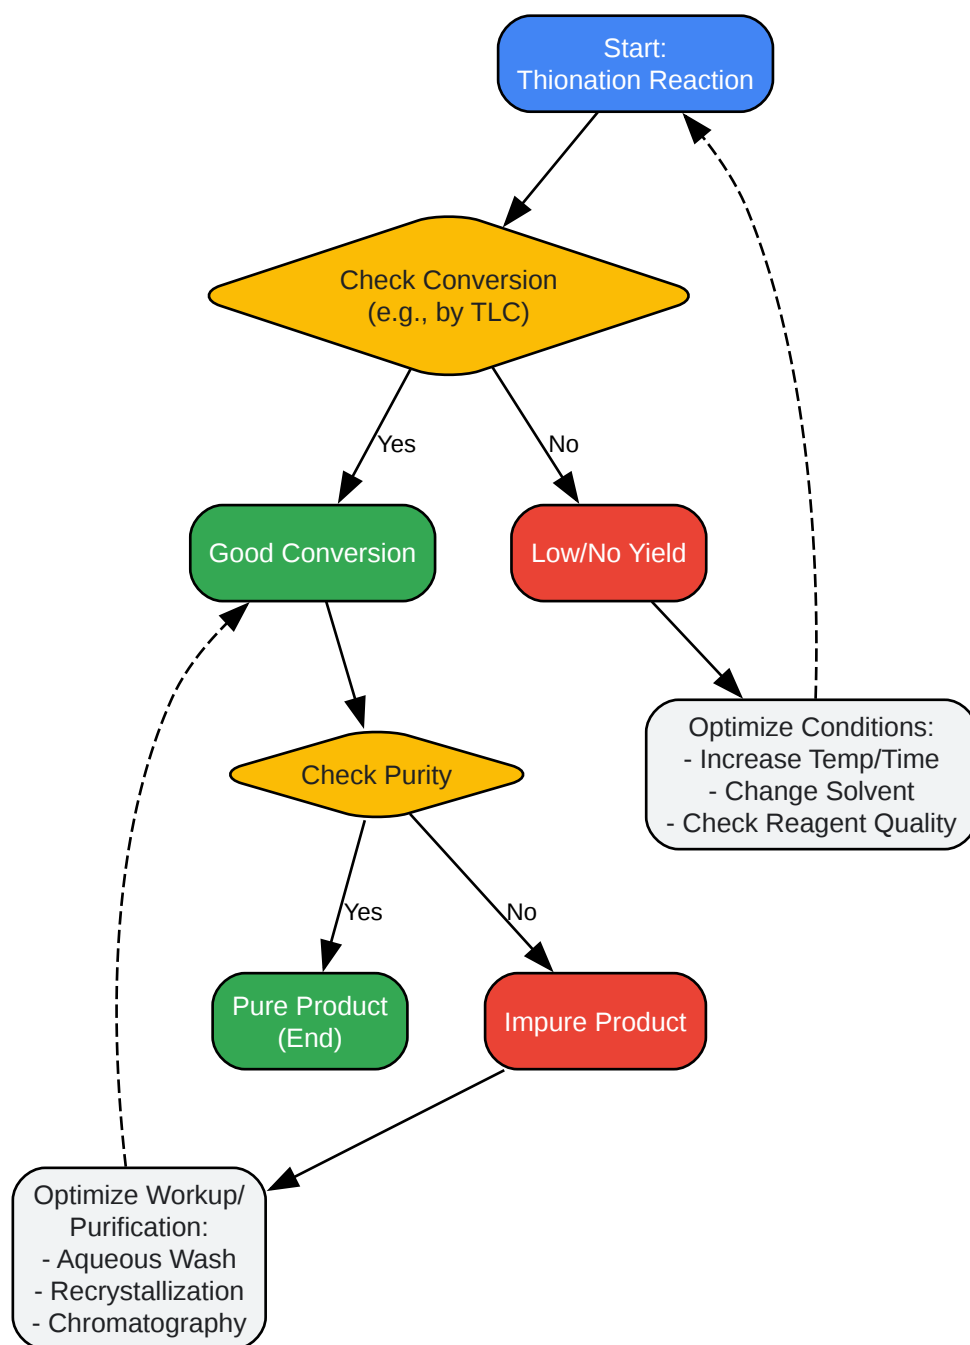 Start:
Thionation Reaction
Check Conversion
(e.g., by TLC)
Yes
No
Good Conversion
Low/No Yield
Optimize Conditions:
- Increase Temp/Time
- Change Solvent
- Check Reagent Quality
Check Purity
Yes
No
Pure Product
(End)
Impure Product
Optimize Workup/
Purification:
- Aqueous Wash
- Recrystallization
- Chromatography